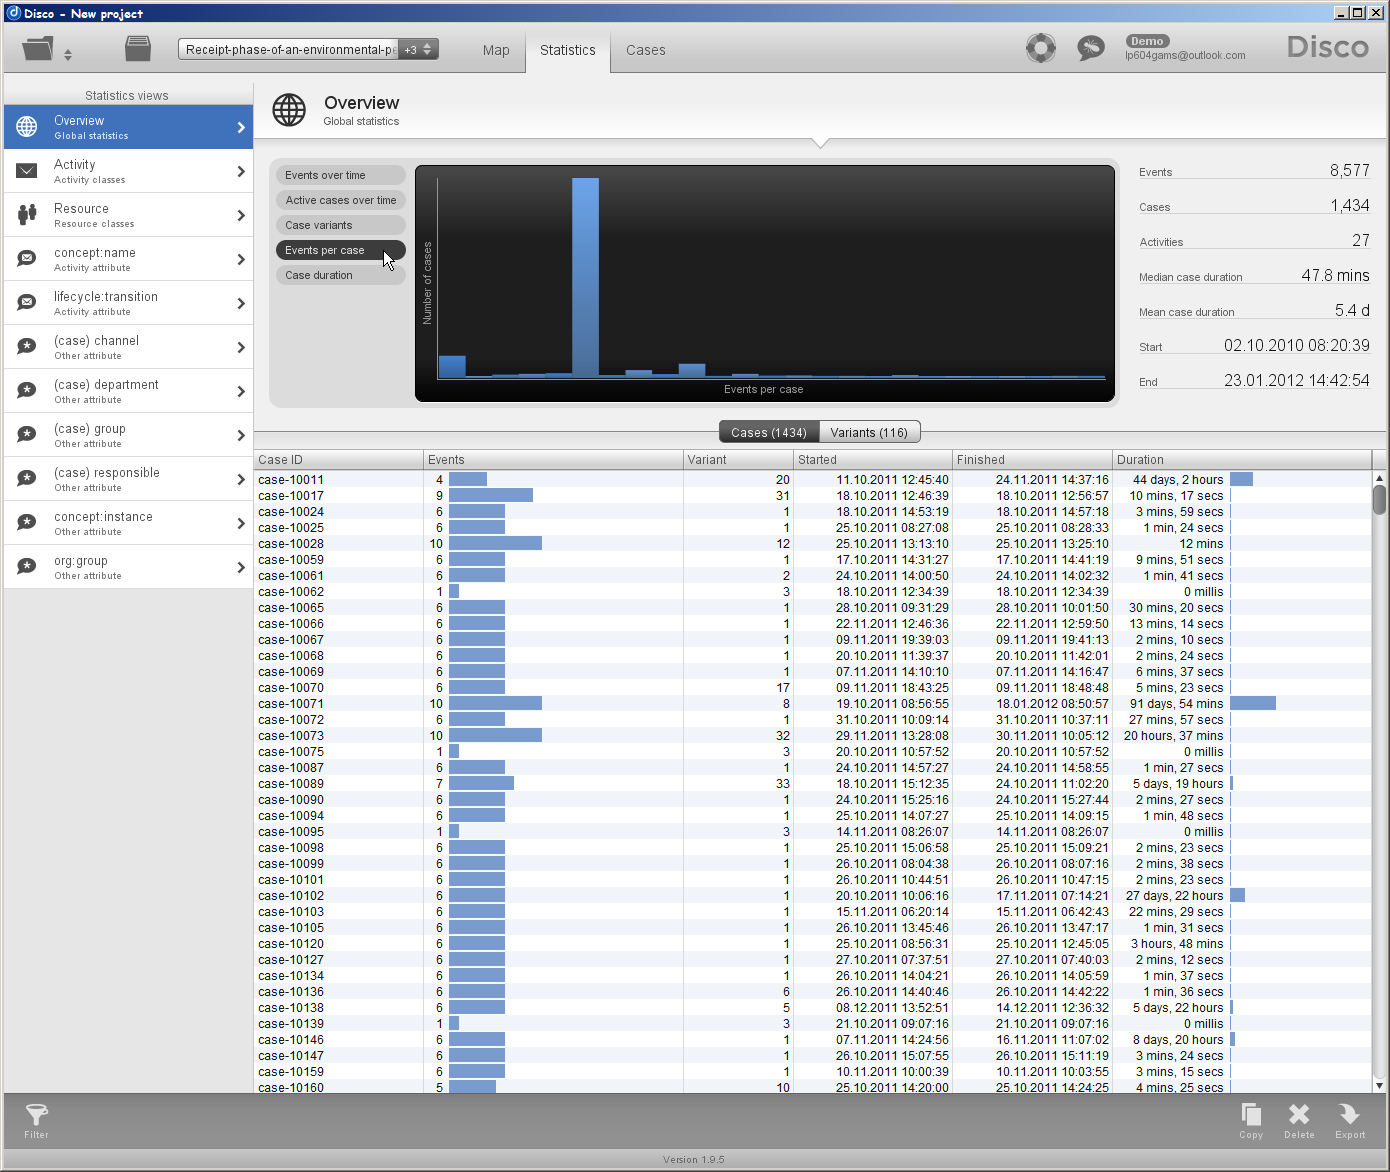 Disco - New project
Receipt-phase-of-an-environmental-pe +3
Map
Statistics
Cases
Demo
lp604gams@outlook.com
Disco
Statistics views
Overview
Global statistics
Activity
Activity classes
Resource
Resource classes
concept:name
Activity attribute
lifecycle:transition
Activity attribute
(case) channel
Other attribute
(case) department
Other attribute
(case) group
Other attribute
(case) responsible
Other attribute
concept:instance
Other attribute
org:group
Other attribute
Overview
Global statistics
Events over time
Active cases over time
Case variants
Events per case
Case duration
Number of cases
Events per case
Events 8,577
Cases 1,434
Activities 27
Median case duration 47.8 mins
Mean case duration 5.4 d
Start 02.10.2010 08:20:39
End 23.01.2012 14:42:54
Cases (1434) Variants (116)
Case ID Events Variant Started Finished Duration
case-10011 4 20 11.10.2011 12:45:40 24.11.2011 14:37:16 44 days, 2 hours
case-10017 9 31 18.10.2011 12:46:39 18.10.2011 12:56:57 10 mins, 17 secs
case-10024 6 1 18.10.2011 14:53:19 18.10.2011 14:57:18 3 mins, 59 secs
case-10025 6 1 25.10.2011 08:27:08 25.10.2011 08:28:33 1 min, 24 secs
case-10028 10 12 25.10.2011 13:13:10 25.10.2011 13:25:10 12 mins
case-10059 6 1 17.10.2011 14:31:27 17.10.2011 14:41:19 9 mins, 51 secs
case-10061 6 2 24.10.2011 14:00:50 24.10.2011 14:02:32 1 min, 41 secs
case-10062 1 3 18.10.2011 12:34:39 18.10.2011 12:34:39 0 millis
case-10065 6 1 28.10.2011 09:31:29 28.10.2011 10:01:50 30 mins, 20 secs
case-10066 6 1 22.11.2011 12:46:36 22.11.2011 12:59:50 13 mins, 14 secs
case-10067 6 1 09.11.2011 19:39:03 09.11.2011 19:41:13 2 mins, 10 secs
case-10068 6 1 20.10.2011 11:39:37 20.10.2011 11:42:01 2 mins, 24 secs
case-10069 6 1 07.11.2011 14:10:10 07.11.2011 14:16:47 6 mins, 37 secs
case-10070 6 17 09.11.2011 18:43:25 09.11.2011 18:48:48 5 mins, 23 secs
case-10071 10 8 19.10.2011 08:56:55 18.01.2012 08:50:57 91 days, 54 mins
case-10072 6 1 31.10.2011 10:09:14 31.10.2011 10:37:11 27 mins, 57 secs
case-10073 10 32 29.11.2011 13:28:08 30.11.2011 10:05:12 20 hours, 37 mins
case-10075 1 3 20.10.2011 10:57:52 20.10.2011 10:57:52 0 millis
case-10087 6 1 24.10.2011 14:57:27 24.10.2011 14:58:55 1 min, 27 secs
case-10089 7 33 18.10.2011 15:12:35 24.10.2011 11:02:20 5 days, 19 hours
case-10090 6 1 24.10.2011 15:25:16 24.10.2011 15:27:44 2 mins, 27 secs
case-10094 6 1 25.10.2011 14:07:27 25.10.2011 14:09:15 1 min, 48 secs
case-10095 1 3 14.11.2011 08:26:07 14.11.2011 08:26:07 0 millis
case-10098 6 1 25.10.2011 15:06:58 25.10.2011 15:09:21 2 mins, 23 secs
case-10099 6 1 26.10.2011 08:04:38 26.10.2011 08:07:16 2 mins, 38 secs
case-10101 6 1 26.10.2011 10:44:51 26.10.2011 10:47:15 2 mins, 23 secs
case-10102 6 1 20.10.2011 10:06:16 17.11.2011 07:14:21 27 days, 22 hours
case-10103 6 1 15.11.2011 06:20:14 15.11.2011 06:42:43 22 mins, 29 secs
case-10105 6 1 26.10.2011 13:45:46 26.10.2011 13:47:17 1 min, 31 secs
case-10120 6 1 25.10.2011 08:56:31 25.10.2011 12:45:05 3 hours, 48 mins
case-10127 6 1 27.10.2011 07:37:51 27.10.2011 07:40:03 2 mins, 12 secs
case-10134 6 1 26.10.2011 14:04:21 26.10.2011 14:05:59 1 min, 37 secs
case-10136 6 6 26.10.2011 14:40:46 26.10.2011 14:42:22 1 min, 36 secs
case-10138 6 5 08.12.2011 13:52:51 14.12.2011 12:36:32 5 days, 22 hours
case-10139 1 3 21.10.2011 09:07:16 21.10.2011 09:07:16 0 millis
case-10146 6 1 07.11.2011 14:24:56 16.11.2011 11:07:02 8 days, 20 hours
case-10147 6 1 26.10.2011 15:07:55 26.10.2011 15:11:19 3 mins, 24 secs
case-10159 6 1 10.11.2011 10:00:39 10.11.2011 10:03:55 3 mins, 15 secs
case-10160 5 10 25.10.2011 14:20:00 25.10.2011 14:24:25 4 mins, 25 secs
Filter
Copy
Delete
Export
Version 1.9.5